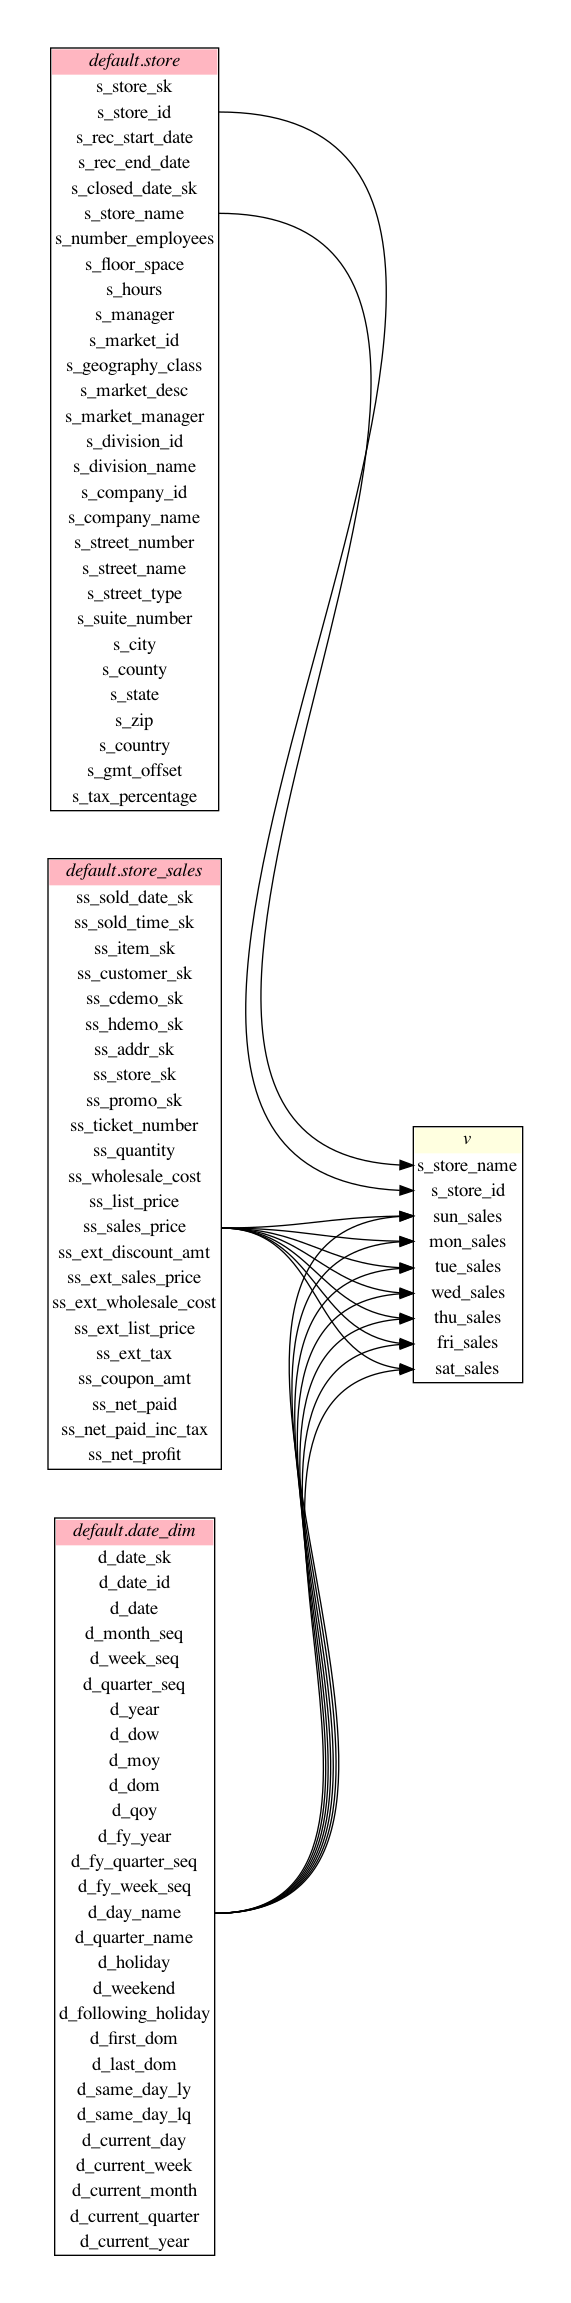 default.store
s_store_sk
s_store_id
s_rec_start_date
s_rec_end_date
s_closed_date_sk
s_store_name
s_number_employees
s_floor_space
s_hours
s_manager
s_market_id
s_geography_class
s_market_desc
s_market_manager
s_division_id
s_division_name
s_company_id
s_company_name
s_street_number
s_street_name
s_street_type
s_suite_number
s_city
s_county
s_state
s_zip
s_country
s_gmt_offset
s_tax_percentage
default.store_sales
ss_sold_date_sk
ss_sold_time_sk
ss_item_sk
ss_customer_sk
ss_cdemo_sk
ss_hdemo_sk
ss_addr_sk
ss_store_sk
ss_promo_sk
ss_ticket_number
ss_quantity
ss_wholesale_cost
ss_list_price
ss_sales_price
ss_ext_discount_amt
ss_ext_sales_price
ss_ext_wholesale_cost
ss_ext_list_price
ss_ext_tax
ss_coupon_amt
ss_net_paid
ss_net_paid_inc_tax
ss_net_profit
default.date_dim
d_date_sk
d_date_id
d_date
d_month_seq
d_week_seq
d_quarter_seq
d_year
d_dow
d_moy
d_dom
d_qoy
d_fy_year
d_fy_quarter_seq
d_fy_week_seq
d_day_name
d_quarter_name
d_holiday
d_weekend
d_following_holiday
d_first_dom
d_last_dom
d_same_day_ly
d_same_day_lq
d_current_day
d_current_week
d_current_month
d_current_quarter
d_current_year
v
s_store_name
s_store_id
sun_sales
mon_sales
tue_sales
wed_sales
thu_sales
fri_sales
sat_sales